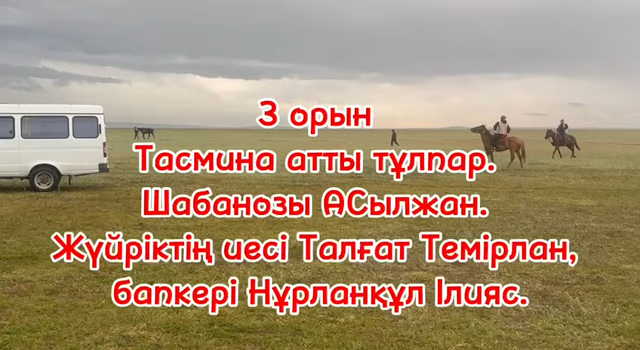 3 орын
Тасмина атты тұлпар.
Шабанозы АСылжан.
Жүйріктің иесі Талғат Темірлан,
бапкері Нұрланқұл Ілияс.